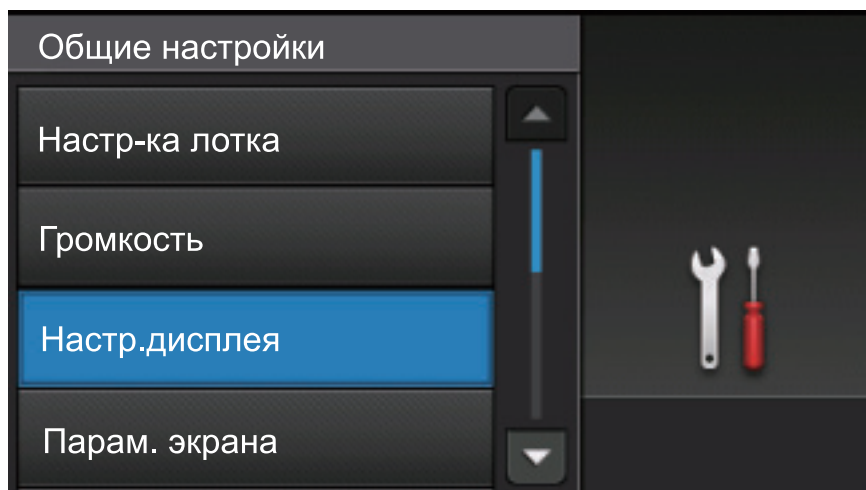 Общие настройки
Настр-ка лотка
Громкость
Настр.дисплея
Парам. экрана